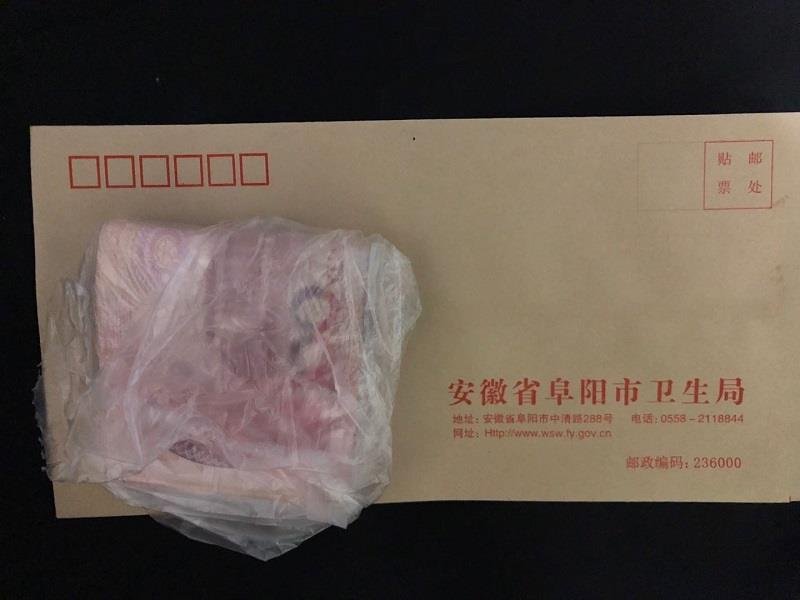 贴 邮
票 处
安徽省阜阳市卫生局
地址：安徽省阜阳市中清路288号 电话：0558－2118844
网址：Http://www.wsw.fy.gov.cn
邮政编码：236000